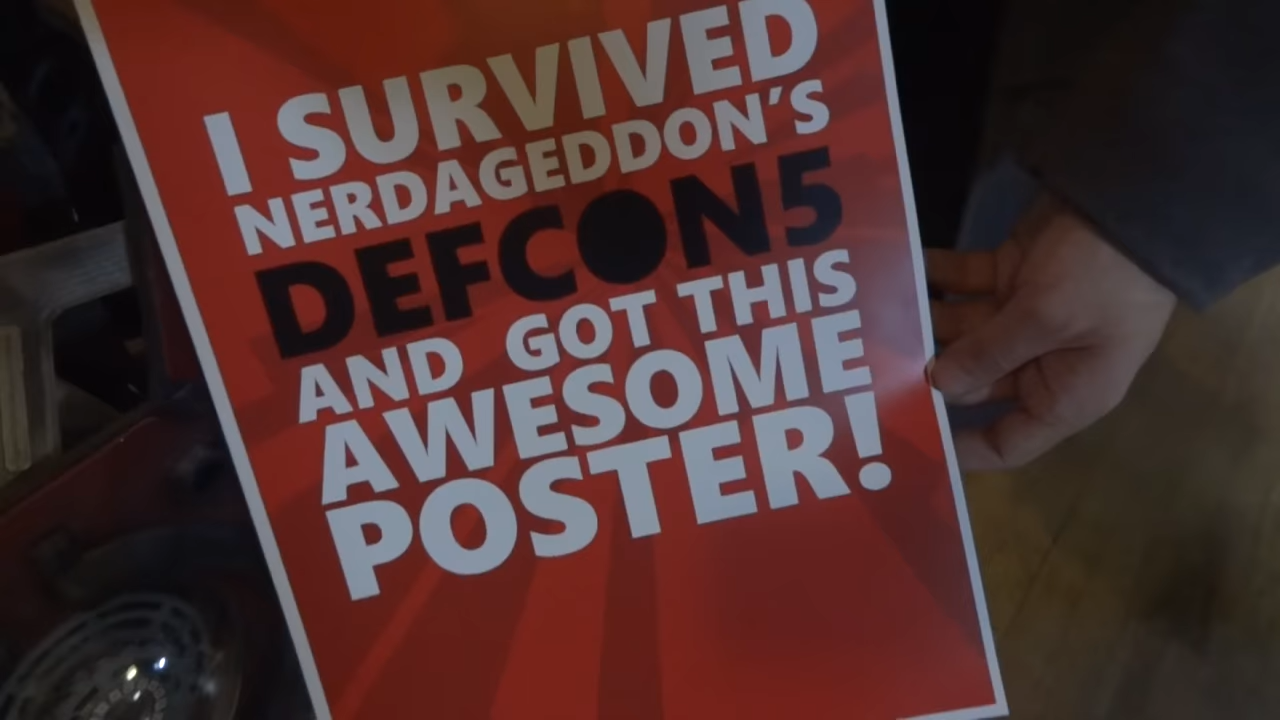 I SURVIVED
NERDAGEDDON'S
DEFCON5
AND GOT THIS
AWESOME
POSTER!